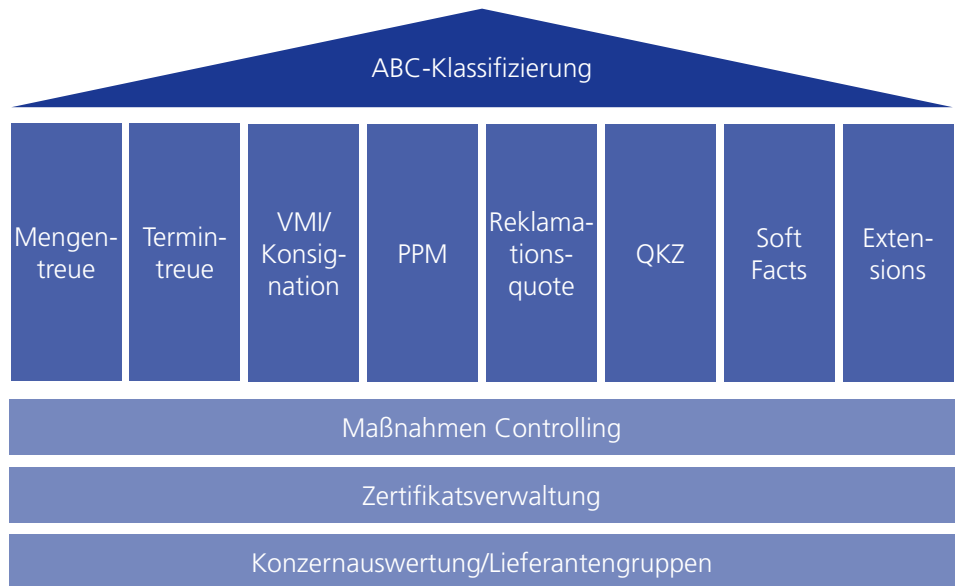 ABC-Klassifizierung
Mengen-
treue
Termin-
treue
VMI/
Konsig-
nation
PPM
Reklama-
tions-
quote
QKZ
Soft
Facts
Exten-
sions
Maßnahmen Controlling
Zertifikatsverwaltung
Konzernauswertung/Lieferantengruppen